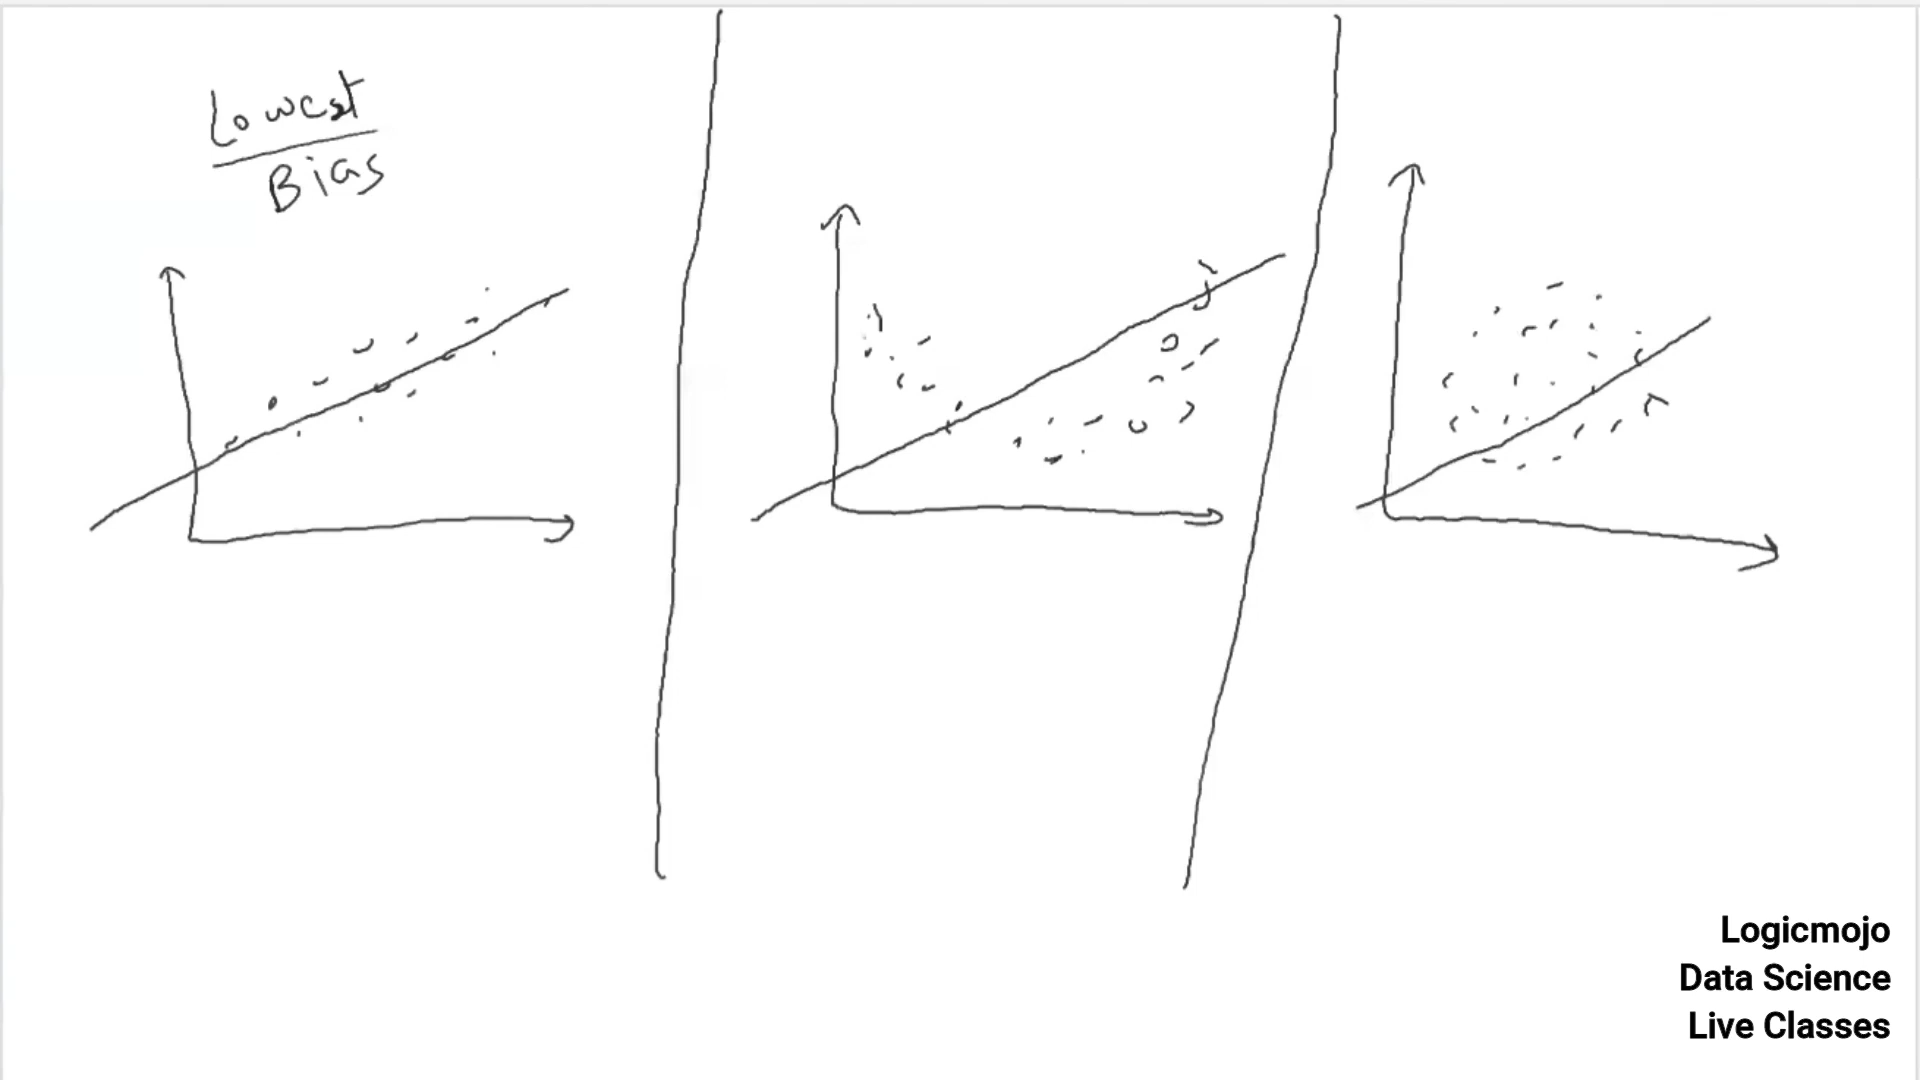 Lowest
Bias
Logicmojo
Data Science
Live Classes